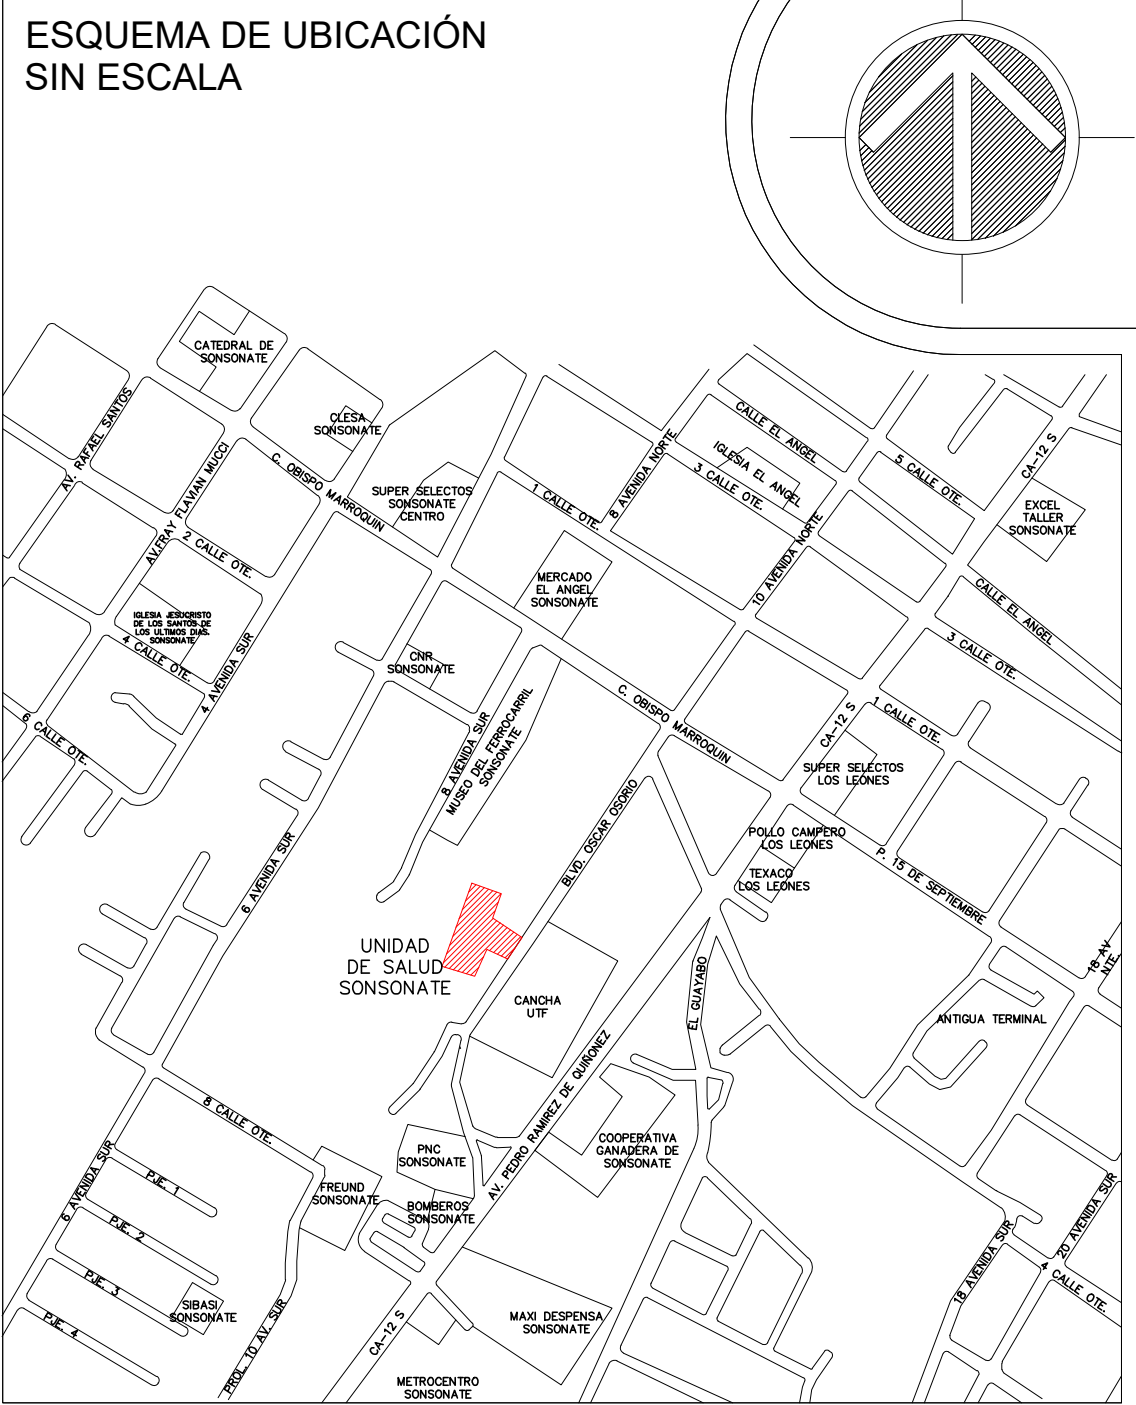 ESQUEMA DE UBICACIÓN
SIN ESCALA
CATEDRAL DE
SONSONATE
AV. RAFAEL SANTOS
CLESA
SONSONATE
AV.FRAY FLAVIAN MUCCI
C. OBISPO MARROQUIN
SUPER SELECTOS
SONSONATE
CENTRO
1 CALLE OTE.
8 AVENIDA NORTE
CALLE EL ANGEL
IGLESIA EL ANGEL
3 CALLE OTE.
5 CALLE OTE.
CA-12 S
EXCEL
TALLER
SONSONATE
2 CALLE OTE.
10 AVENIDA NORTE
MERCADO
EL ANGEL
SONSONATE
CALLE EL ANGEL
IGLESIA JESUCRISTO
DE LOS SANTOS DE
LOS ULTIMOS DIAS.
SONSONATE
4 CALLE OTE.
4 AVENIDA SUR
CNR
SONSONATE
3 CALLE OTE.
6 CALLE OTE.
8 AVENIDA SUR
MUSEO DEL FERROCARRIL
SONSONATE
C. OBISPO MARROQUIN
CA-12 S
1 CALLE OTE.
SUPER SELECTOS
LOS LEONES
BLVD. OSCAR OSORIO
POLLO CAMPERO
LOS LEONES
6 AVENIDA SUR
TEXACO
LOS LEONES
P. 15 DE SEPTIEMBRE
UNIDAD
DE SALUD
SONSONATE
18 AV
NTE.
EL GUAYABO
CANCHA
UTF
ANTIGUA TERMINAL
8 CALLE OTE.
AV. PEDRO RAMIREZ DE QUIÑONEZ
PNC
SONSONATE
COOPERATIVA
GANADERA DE
SONSONATE
6 AVENIDA SUR
PJE. 1
FREUND
SONSONATE
BOMBEROS
SONSONATE
PJE. 2
20 AVENIDA SUR
18 AVENIDA SUR
4 CALLE OTE.
PJE. 3
SIBASI
SONSONATE
PJE. 4
PROL. 10 AV. SUR
CA-12 S
MAXI DESPENSA
SONSONATE
METROCENTRO
SONSONATE